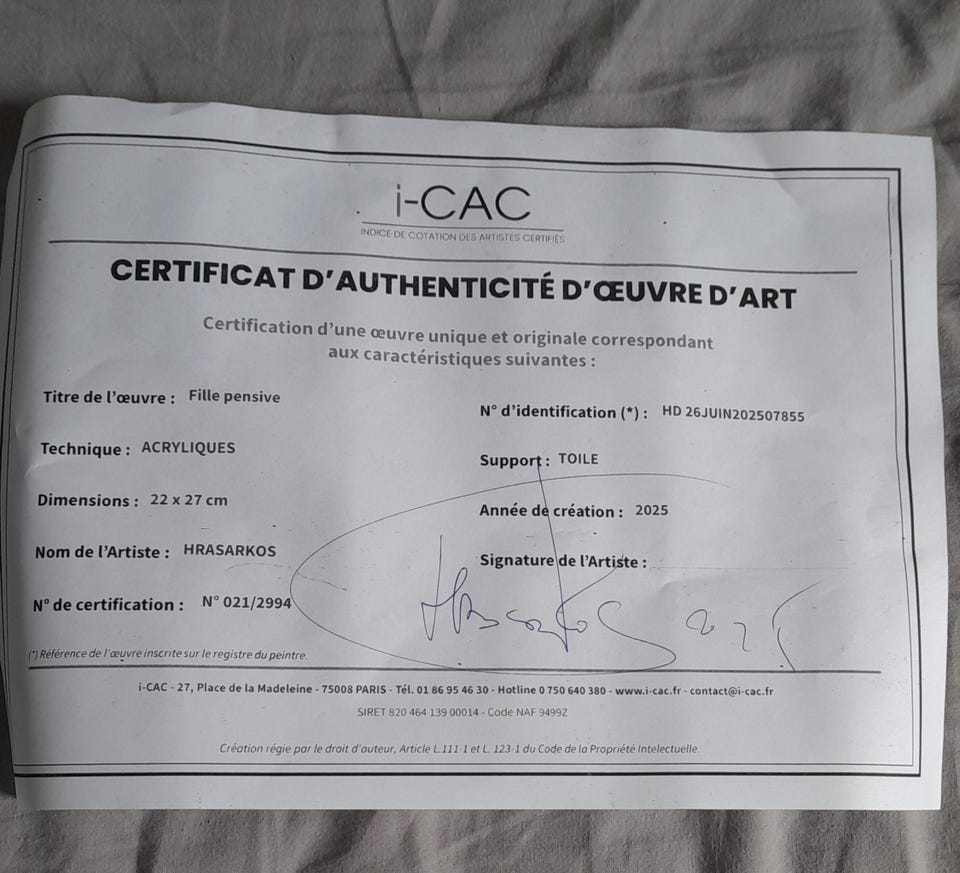 i-CAC
INDICE DE COTATION DES ARTISTES CERTIFIÉS
CERTIFICAT D'AUTHENTICITÉ D'ŒUVRE D'ART
Certification d'une œuvre unique et originale correspondant
aux caractéristiques suivantes :
Titre de l'œuvre : Fille pensive
N° d'identification (*) : HD 26JUIN202507855
Technique : ACRYLIQUES
Support : TOILE
Dimensions : 22 x 27 cm
Année de création : 2025
Nom de l'Artiste : HRASARKOS
Signature de l'Artiste :
N° de certification : N° 021/2994
HrasarKos 2025
(*) Référence de l'œuvre inscrite sur le registre du peintre.
i-CAC - 27, Place de la Madeleine - 75008 PARIS - Tél. 01 86 95 46 30 - Hotline 0 750 640 380 - www.i-cac.fr - contact@i-cac.fr
SIRET 820 464 139 00014 - Code NAF 9499Z
Création régie par le droit d'auteur, Article L.111-1 et L. 123-1 du Code de la Propriété Intelectuelle.